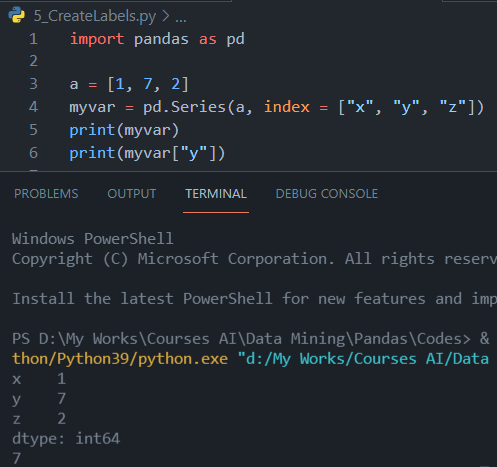 5_CreateLabels.py > ...
1 import pandas as pd
2
3 a = [1, 7, 2]
4 myvar = pd.Series(a, index = ["x", "y", "z"])
5 print(myvar)
6 print(myvar["y"])
PROBLEMS OUTPUT TERMINAL DEBUG CONSOLE
Windows PowerShell
Copyright (C) Microsoft Corporation. All rights reserv
Install the latest PowerShell for new features and imp
PS D:\My Works\Courses AI\Data Mining\Pandas\Codes> &
thon/Python39/python.exe "d:/My Works/Courses AI/Data
x 1
y 7
z 2
dtype: int64
7